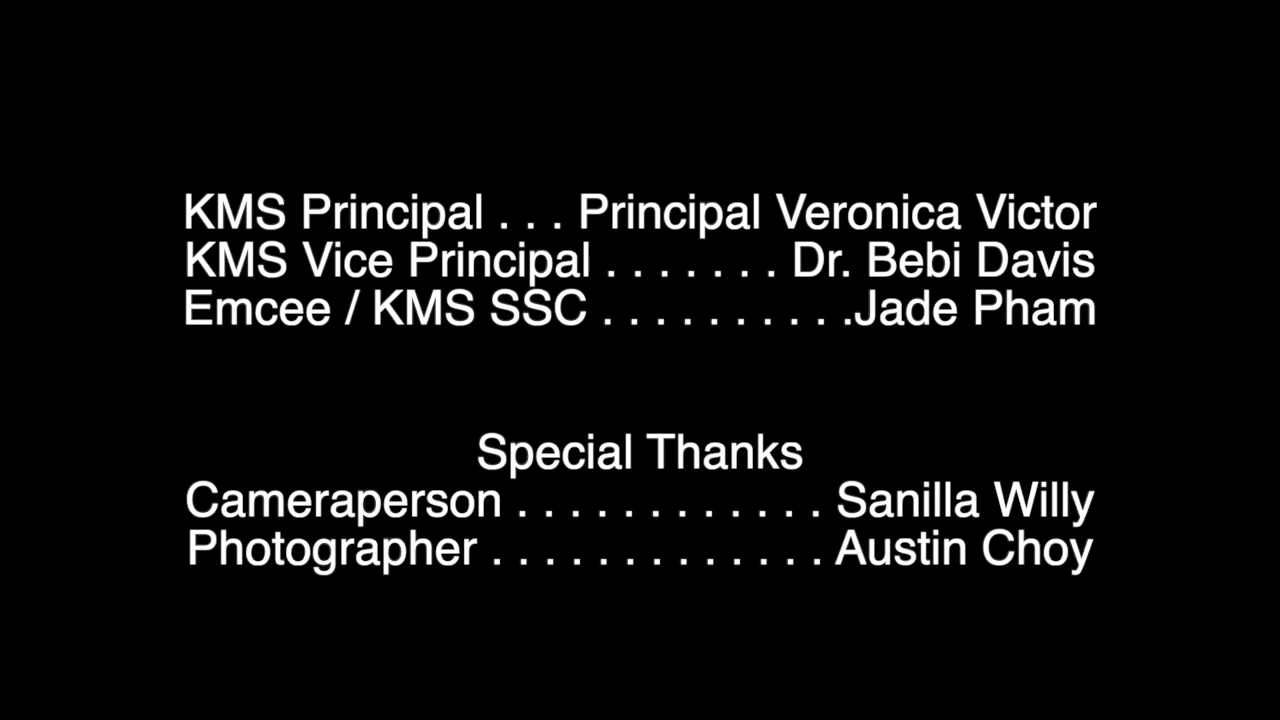 KMS Principal . . . Principal Veronica Victor
KMS Vice Principal . . . . . . . Dr. Bebi Davis
Emcee / KMS SSC . . . . . . . . . .Jade Pham
Special Thanks
Cameraperson . . . . . . . . . . . . Sanilla Willy
Photographer . . . . . . . . . . . . . Austin Choy